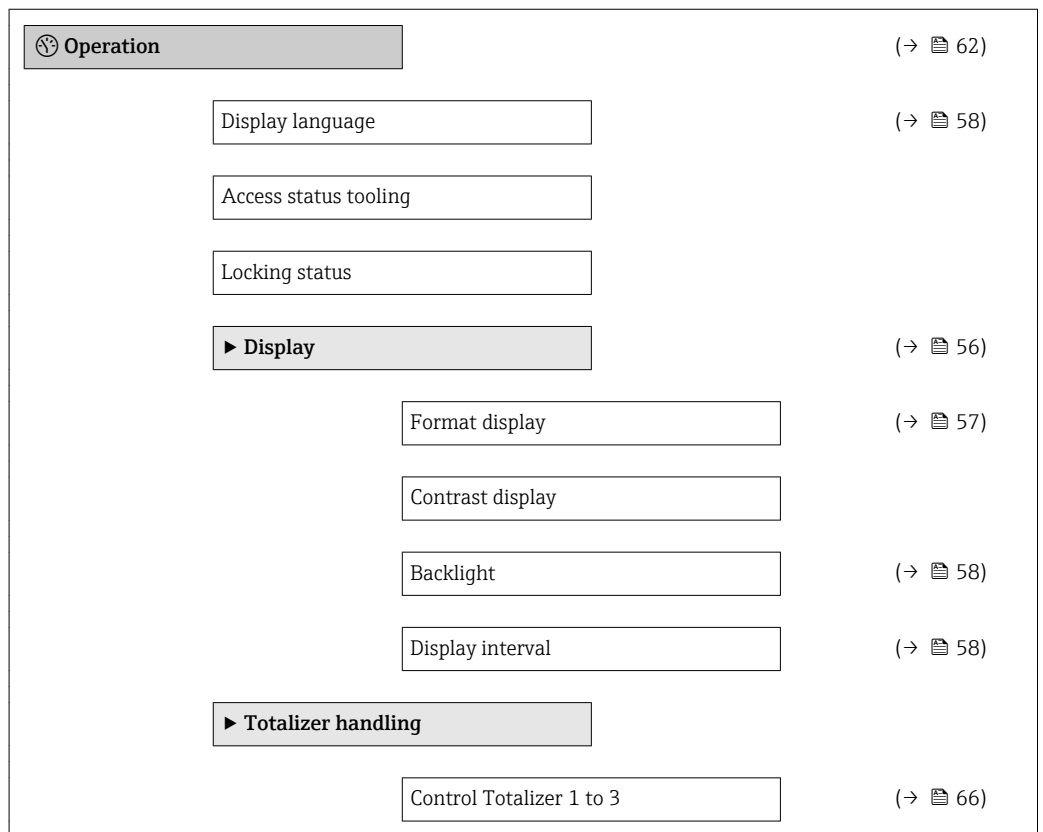 Operation (→ 62)
Display language (→ 58)
Access status tooling
Locking status
► Display (→ 56)
Format display (→ 57)
Contrast display
Backlight (→ 58)
Display interval (→ 58)
► Totalizer handling
Control Totalizer 1 to 3 (→ 66)